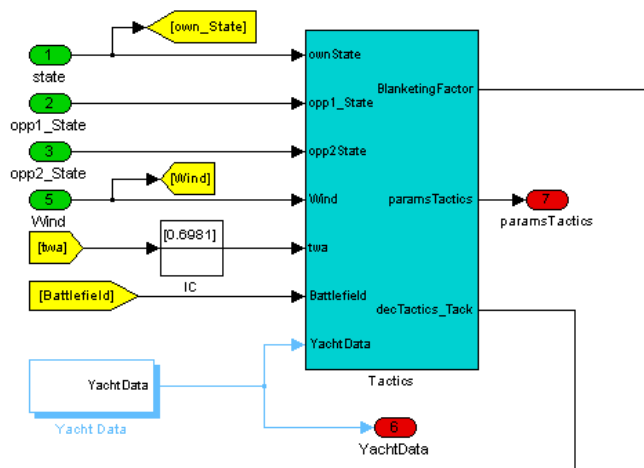 [own_State]
1
state
ownState
BlanketingFactor
2
opp1_State
opp1_State
3
opp2_State
opp2State
[Wind]
5
Wind
Wind
paramsTactics
7
paramsTactics
[twa]
[0.6981]
IC
twa
[Battlefield]
Battlefield
decTactics_Tack
YachtData
YachtData
Yacht Data
Tactics
6
YachtData